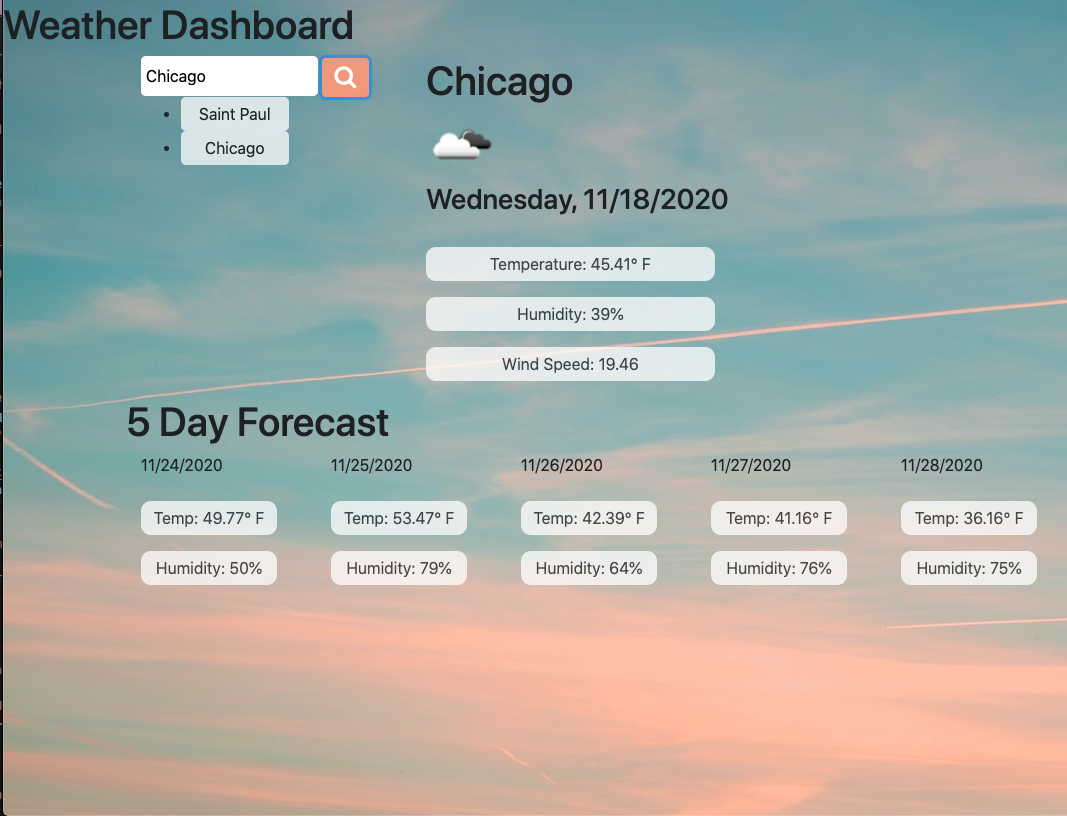 Weather Dashboard
Chicago
Saint Paul
Chicago
Chicago
Wednesday, 11/18/2020
Temperature: 45.41° F
Humidity: 39%
Wind Speed: 19.46
5 Day Forecast
11/24/2020 11/25/2020 11/26/2020 11/27/2020 11/28/2020
Temp: 49.77° F Temp: 53.47° F Temp: 42.39° F Temp: 41.16° F Temp: 36.16° F
Humidity: 50% Humidity: 79% Humidity: 64% Humidity: 76% Humidity: 75%